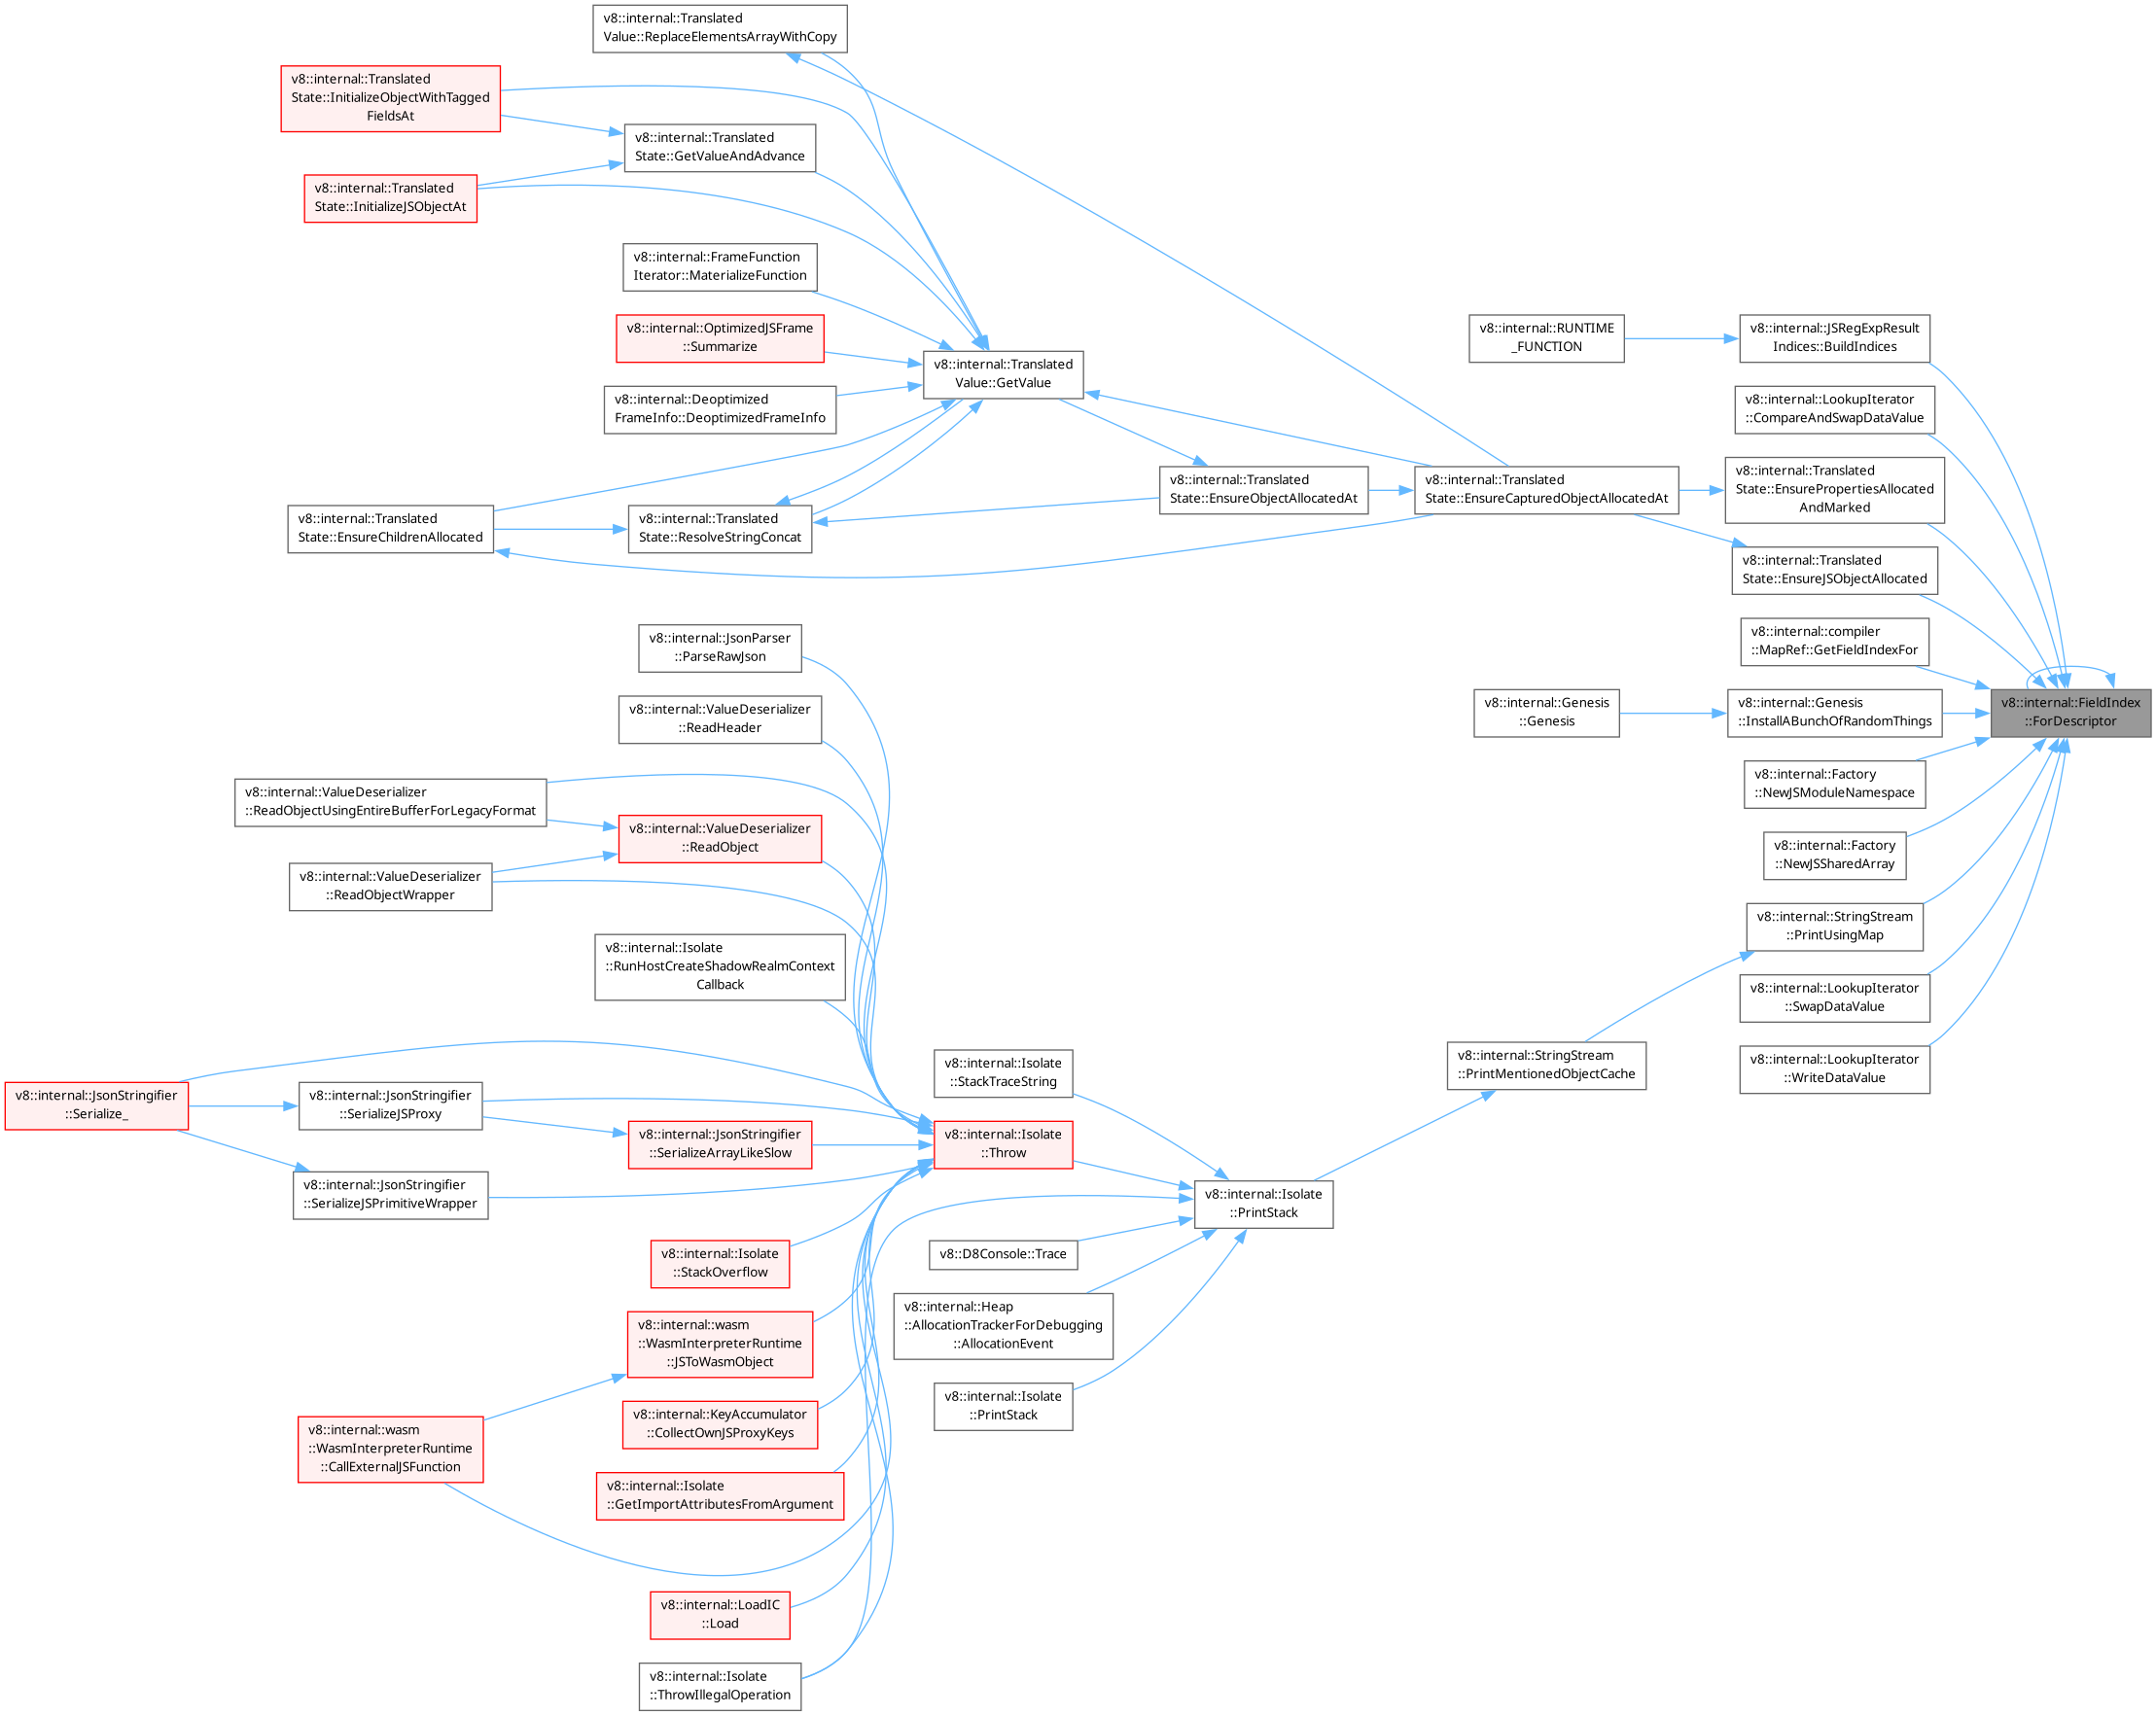 v8::internal::Translated
Value::ReplaceElementsArrayWithCopy
v8::internal::Translated
State::InitializeObjectWithTagged
FieldsAt
v8::internal::Translated
State::GetValueAndAdvance
v8::internal::Translated
State::InitializeJSObjectAt
v8::internal::FrameFunction
Iterator::MaterializeFunction
v8::internal::OptimizedJSFrame
::Summarize
v8::internal::Deoptimized
FrameInfo::DeoptimizedFrameInfo
v8::internal::Translated
Value::GetValue
v8::internal::Translated
State::EnsureChildrenAllocated
v8::internal::Translated
State::ResolveStringConcat
v8::internal::Translated
State::EnsureObjectAllocatedAt
v8::internal::Translated
State::EnsureCapturedObjectAllocatedAt
v8::internal::RUNTIME
_FUNCTION
v8::internal::JSRegExpResult
Indices::BuildIndices
v8::internal::LookupIterator
::CompareAndSwapDataValue
v8::internal::Translated
State::EnsurePropertiesAllocated
AndMarked
v8::internal::Translated
State::EnsureJSObjectAllocated
v8::internal::compiler
::MapRef::GetFieldIndexFor
v8::internal::Genesis
::Genesis
v8::internal::Genesis
::InstallABunchOfRandomThings
v8::internal::FieldIndex
::ForDescriptor
v8::internal::Factory
::NewJSModuleNamespace
v8::internal::Factory
::NewJSSharedArray
v8::internal::StringStream
::PrintUsingMap
v8::internal::LookupIterator
::SwapDataValue
v8::internal::LookupIterator
::WriteDataValue
v8::internal::StringStream
::PrintMentionedObjectCache
v8::internal::JsonParser
::ParseRawJson
v8::internal::ValueDeserializer
::ReadHeader
v8::internal::ValueDeserializer
::ReadObjectUsingEntireBufferForLegacyFormat
v8::internal::ValueDeserializer
::ReadObject
v8::internal::ValueDeserializer
::ReadObjectWrapper
v8::internal::Isolate
::RunHostCreateShadowRealmContext
Callback
v8::internal::Isolate
::StackTraceString
v8::internal::JsonStringifier
::Serialize_
v8::internal::JsonStringifier
::SerializeJSProxy
v8::internal::JsonStringifier
::SerializeArrayLikeSlow
v8::internal::Isolate
::Throw
v8::internal::JsonStringifier
::SerializeJSPrimitiveWrapper
v8::internal::Isolate
::PrintStack
v8::internal::Isolate
::StackOverflow
v8::D8Console::Trace
v8::internal::Heap
::AllocationTrackerForDebugging
::AllocationEvent
v8::internal::wasm
::WasmInterpreterRuntime
::JSToWasmObject
v8::internal::Isolate
::PrintStack
v8::internal::KeyAccumulator
::CollectOwnJSProxyKeys
v8::internal::wasm
::WasmInterpreterRuntime
::CallExternalJSFunction
v8::internal::Isolate
::GetImportAttributesFromArgument
v8::internal::LoadIC
::Load
v8::internal::Isolate
::ThrowIllegalOperation